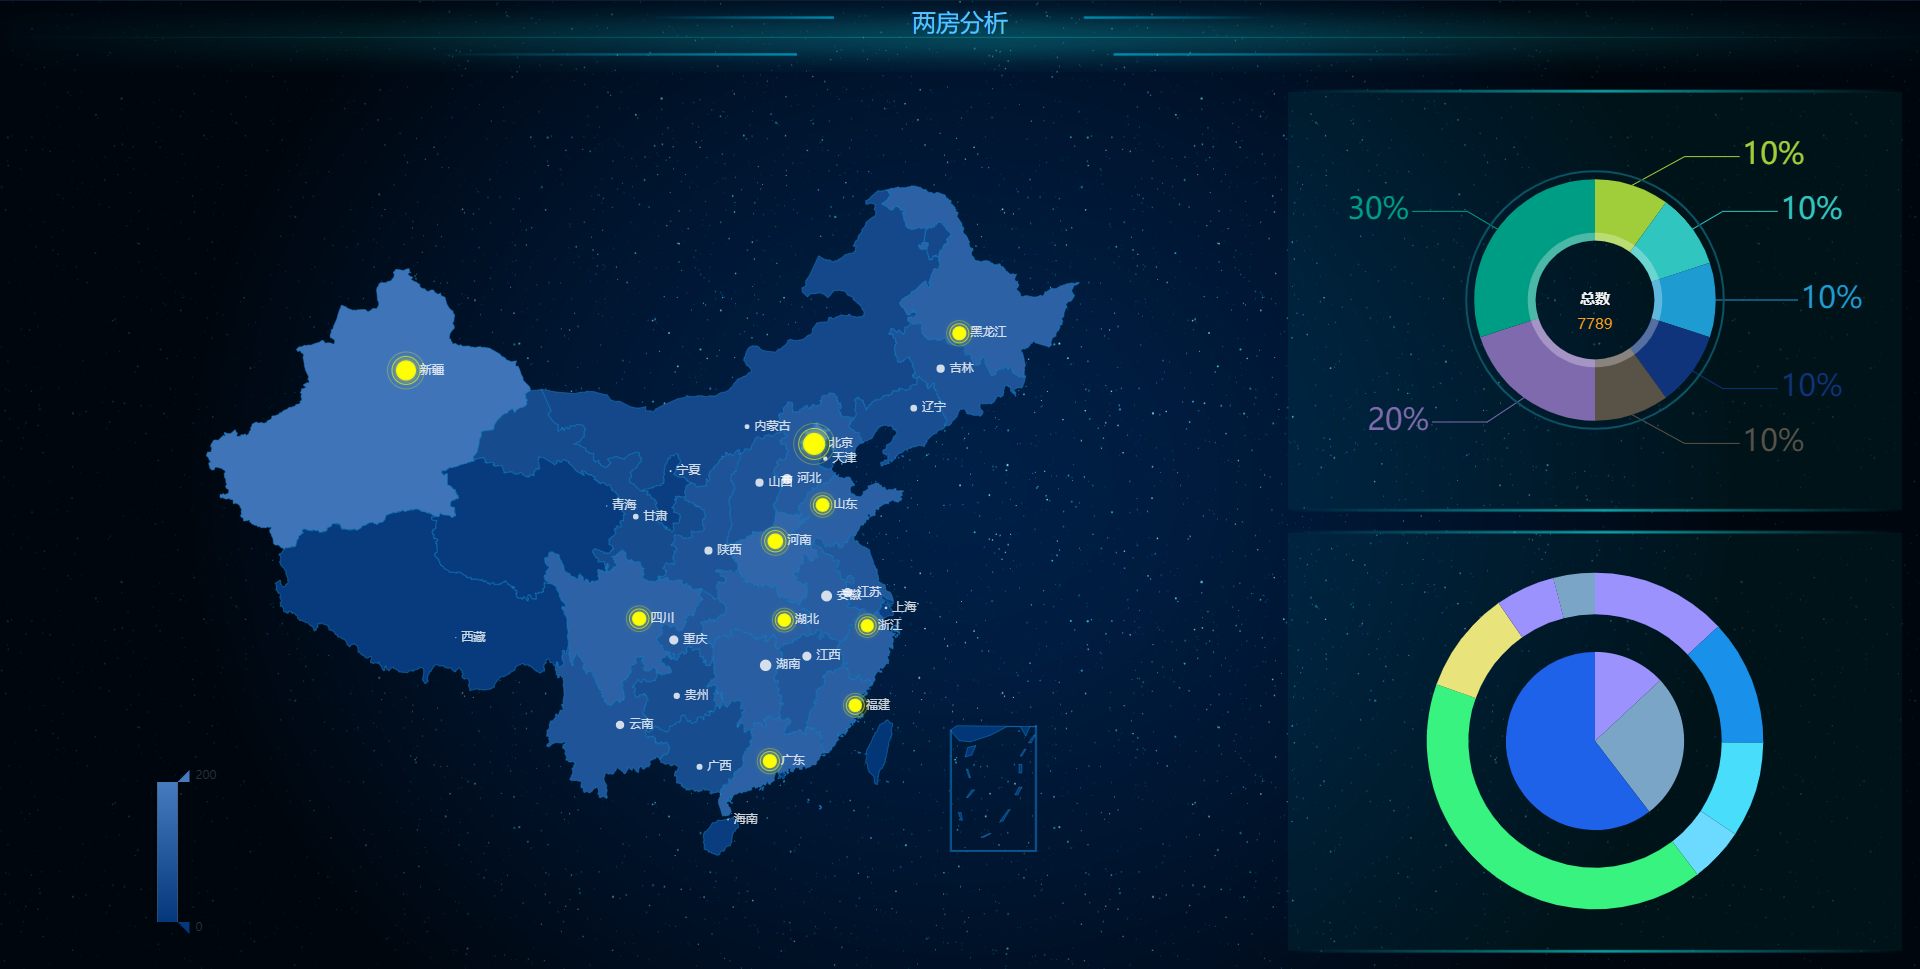 两房分析
10%
10%
30%
10%
10%
20%
10%
总数
7789
黑龙江
新疆
吉林
辽宁
内蒙古
北京
天津
宁夏
河北
山西
青海
山东
甘肃
河南
陕西
江苏
安徽
上海
四川
湖北
浙江
西藏
重庆
江西
湖南
贵州
福建
云南
广东
广西
200
海南
0